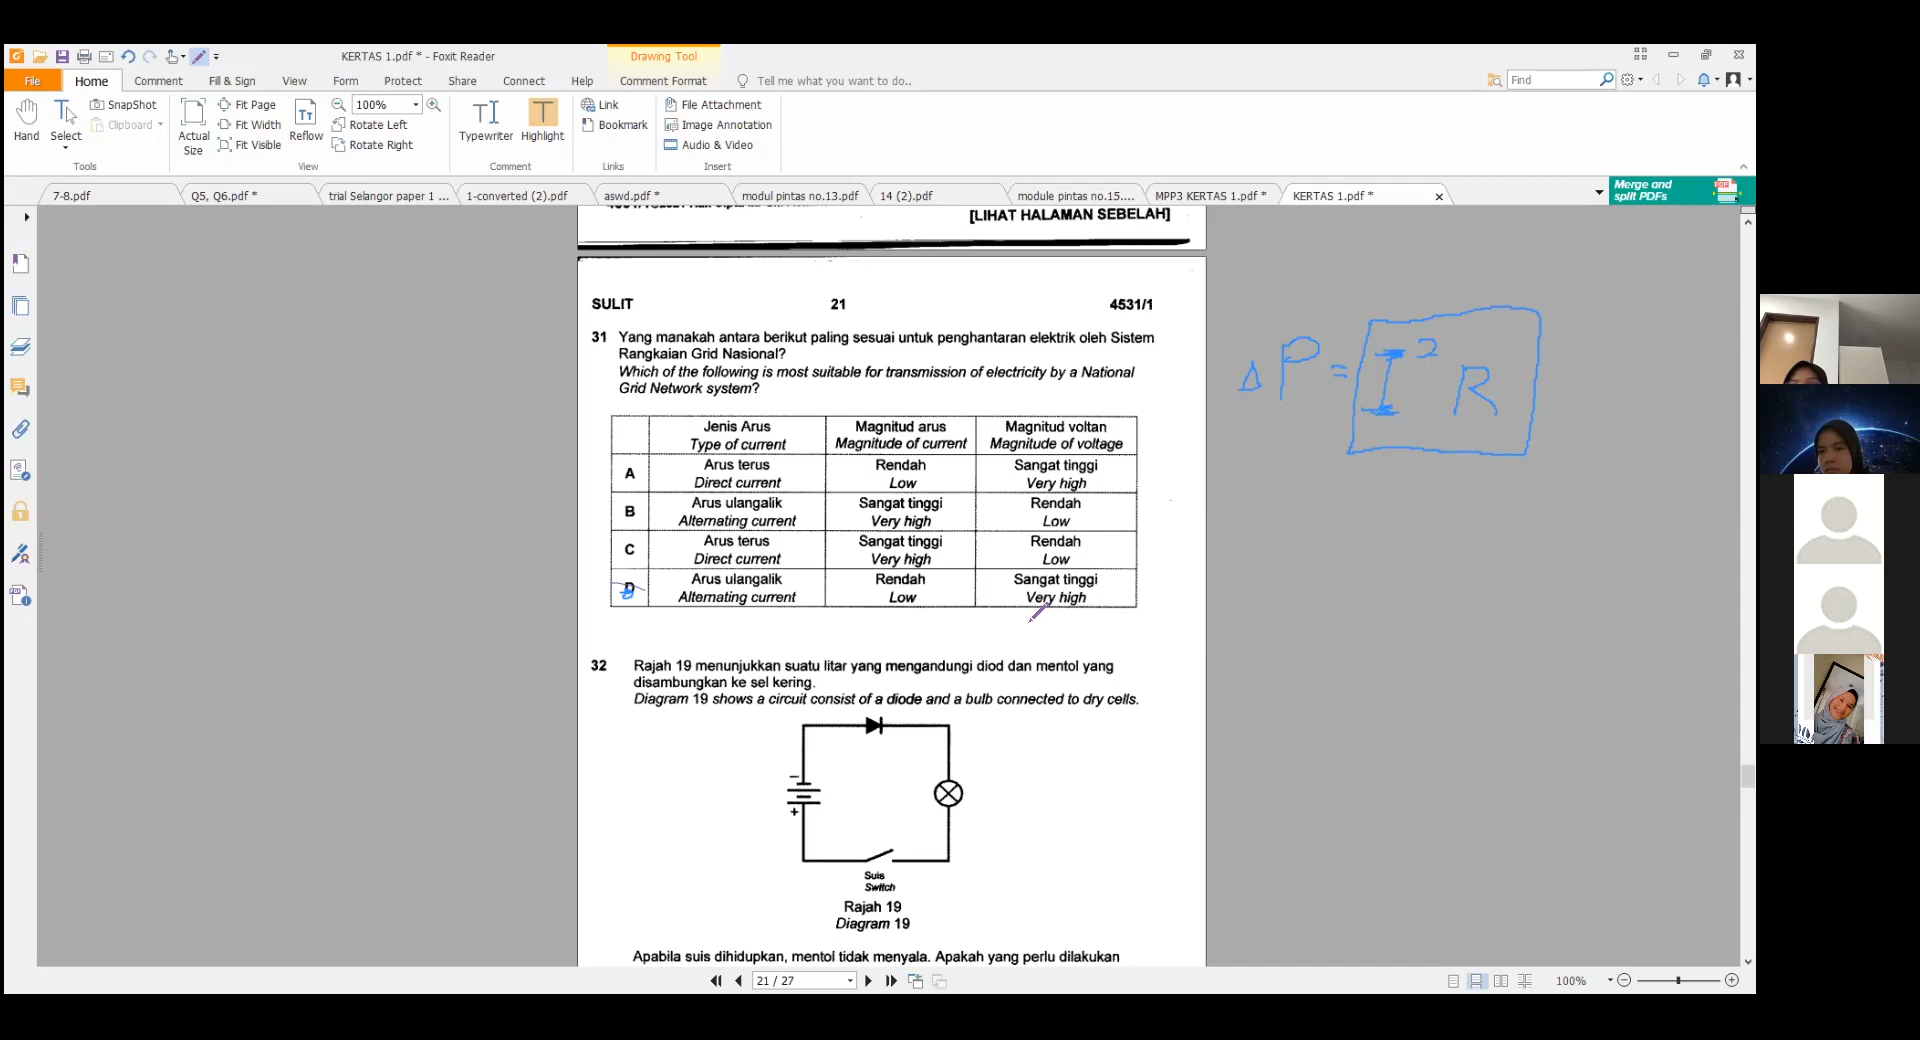 KERTAS 1.pdf * - Foxit Reader
Drawing Tool
File Home Comment Fill & Sign View Form Protect Share Connect Help Comment Format Tell me what you want to do.. Find
Hand
Select
SnapShot
Clipboard
Tools
Actual Size
Fit Page
Fit Width
Fit Visible
Reflow
100%
Rotate Left
Rotate Right
View
Typewriter
Highlight
Comment
Link
Bookmark
Links
File Attachment
Image Annotation
Audio & Video
Insert
7-8.pdf Q5, Q6.pdf * trial Selangor paper 1 ... 1-converted (2).pdf aswd.pdf * modul pintas no.13.pdf 14 (2).pdf module pintas no.15.... MPP3 KERTAS 1.pdf * KERTAS 1.pdf *
Merge and
split PDFs
[LIHAT HALAMAN SEBELAH]
SULIT 21 4531/1
31 Yang manakah antara berikut paling sesuai untuk penghantaran elektrik oleh Sistem
Rangkaian Grid Nasional?
Which of the following is most suitable for transmission of electricity by a National
Grid Network system?
Jenis Arus Magnitud arus Magnitud voltan
Type of current Magnitude of current Magnitude of voltage
A Arus terus Rendah Sangat tinggi
Direct current Low Very high
B Arus ulangalik Sangat tinggi Rendah
Alternating current Very high Low
C Arus terus Sangat tinggi Rendah
Direct current Very high Low
D Arus ulangalik Rendah Sangat tinggi
Alternating current Low Very high
Δ P = I² R
32 Rajah 19 menunjukkan suatu litar yang mengandungi diod dan mentol yang
disambungkan ke sel kering.
Diagram 19 shows a circuit consist of a diode and a bulb connected to dry cells.
−
+
Suis
Switch
Rajah 19
Diagram 19
Apabila suis dihidupkan, mentol tidak menyala. Apakah yang perlu dilakukan
21 / 27
100%